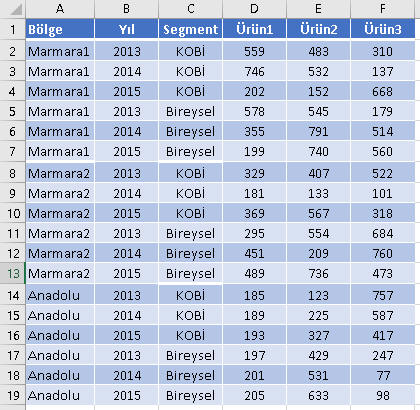 A B C D E F
1 Bölge Yıl Segment Ürün1 Ürün2 Ürün3
2 Marmara1 2013 KOBİ 559 483 310
3 Marmara1 2014 KOBİ 746 532 137
4 Marmara1 2015 KOBİ 202 152 668
5 Marmara1 2013 Bireysel 578 545 179
6 Marmara1 2014 Bireysel 355 791 514
7 Marmara1 2015 Bireysel 199 740 560
8 Marmara2 2013 KOBİ 329 407 522
9 Marmara2 2014 KOBİ 181 133 101
10 Marmara2 2015 KOBİ 369 567 318
11 Marmara2 2013 Bireysel 295 554 684
12 Marmara2 2014 Bireysel 451 209 760
13 Marmara2 2015 Bireysel 489 736 473
14 Anadolu 2013 KOBİ 185 123 757
15 Anadolu 2014 KOBİ 189 225 587
16 Anadolu 2015 KOBİ 193 327 417
17 Anadolu 2013 Bireysel 197 429 247
18 Anadolu 2014 Bireysel 201 531 77
19 Anadolu 2015 Bireysel 205 633 98